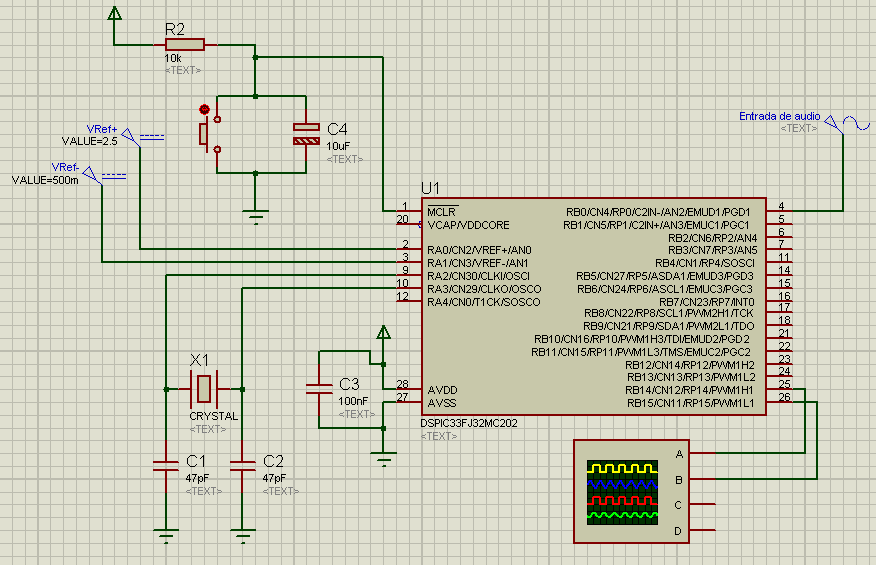 R2
10k
<TEXT>
C4
10uF
<TEXT>
VRef+
VALUE=2.5
VRef-
VALUE=500m
Entrada de audio
<TEXT>
U1
1
MCLR
20
VCAP/VDDCORE
2
RA0/CN2/VREF+/AN0
3
RA1/CN3/VREF-/AN1
9
RA2/CN30/CLKI/OSCI
10
RA3/CN29/CLKO/OSCO
12
RA4/CN0/T1CK/SOSCO
28
AVDD
27
AVSS
RB0/CN4/RP0/C2IN-/AN2/EMUD1/PGD1
4
RB1/CN5/RP1/C2IN+/AN3/EMUC1/PGC1
5
RB2/CN6/RP2/AN4
6
RB3/CN7/RP3/AN5
7
RB4/CN1/RP4/SOSCI
11
RB5/CN27/RP5/ASDA1/EMUD3/PGD3
14
RB6/CN24/RP6/ASCL1/EMUC3/PGC3
15
RB7/CN23/RP7/INT0
16
RB8/CN22/RP8/SCL1/PWM2H1/TCK
17
RB9/CN21/RP9/SDA1/PWM2L1/TDO
18
RB10/CN16/RP10/PWM1H3/TDI/EMUD2/PGD2
21
RB11/CN15/RP11/PWM1L3/TMS/EMUC2/PGC2
22
RB12/CN14/RP12/PWM1H2
23
RB13/CN13/RP13/PWM1L2
24
RB14/CN12/RP14/PWM1H1
25
RB15/CN11/RP15/PWM1L1
26
DSPIC33FJ32MC202
<TEXT>
X1
CRYSTAL
<TEXT>
C3
100nF
<TEXT>
C1
47pF
<TEXT>
C2
47pF
<TEXT>
A
B
C
D